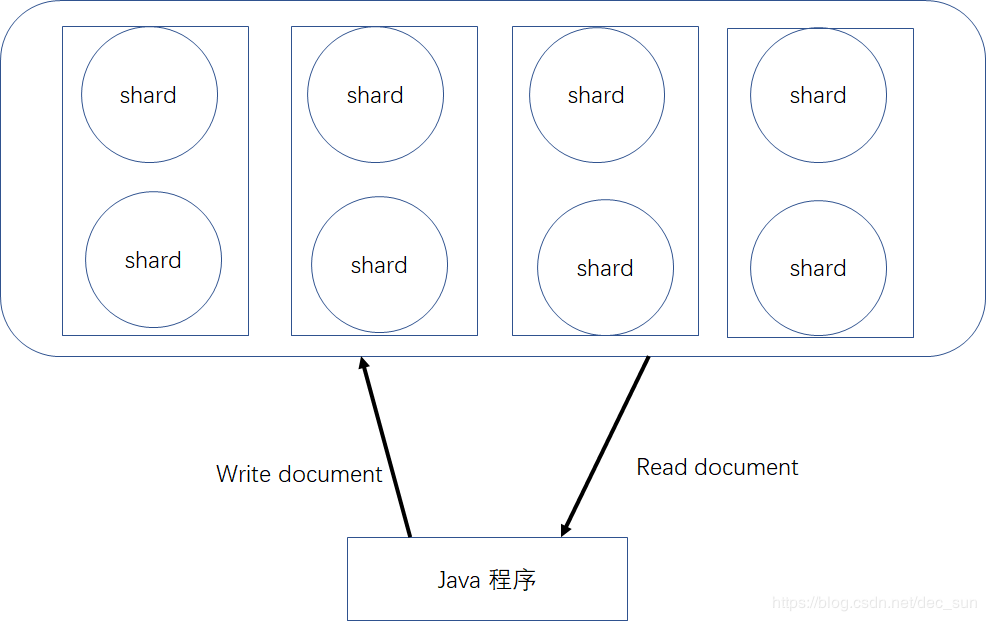 shard shard shard shard
shard shard shard shard
Write document
Read document
Java 程序
https://blog.csdn.net/dec_sun